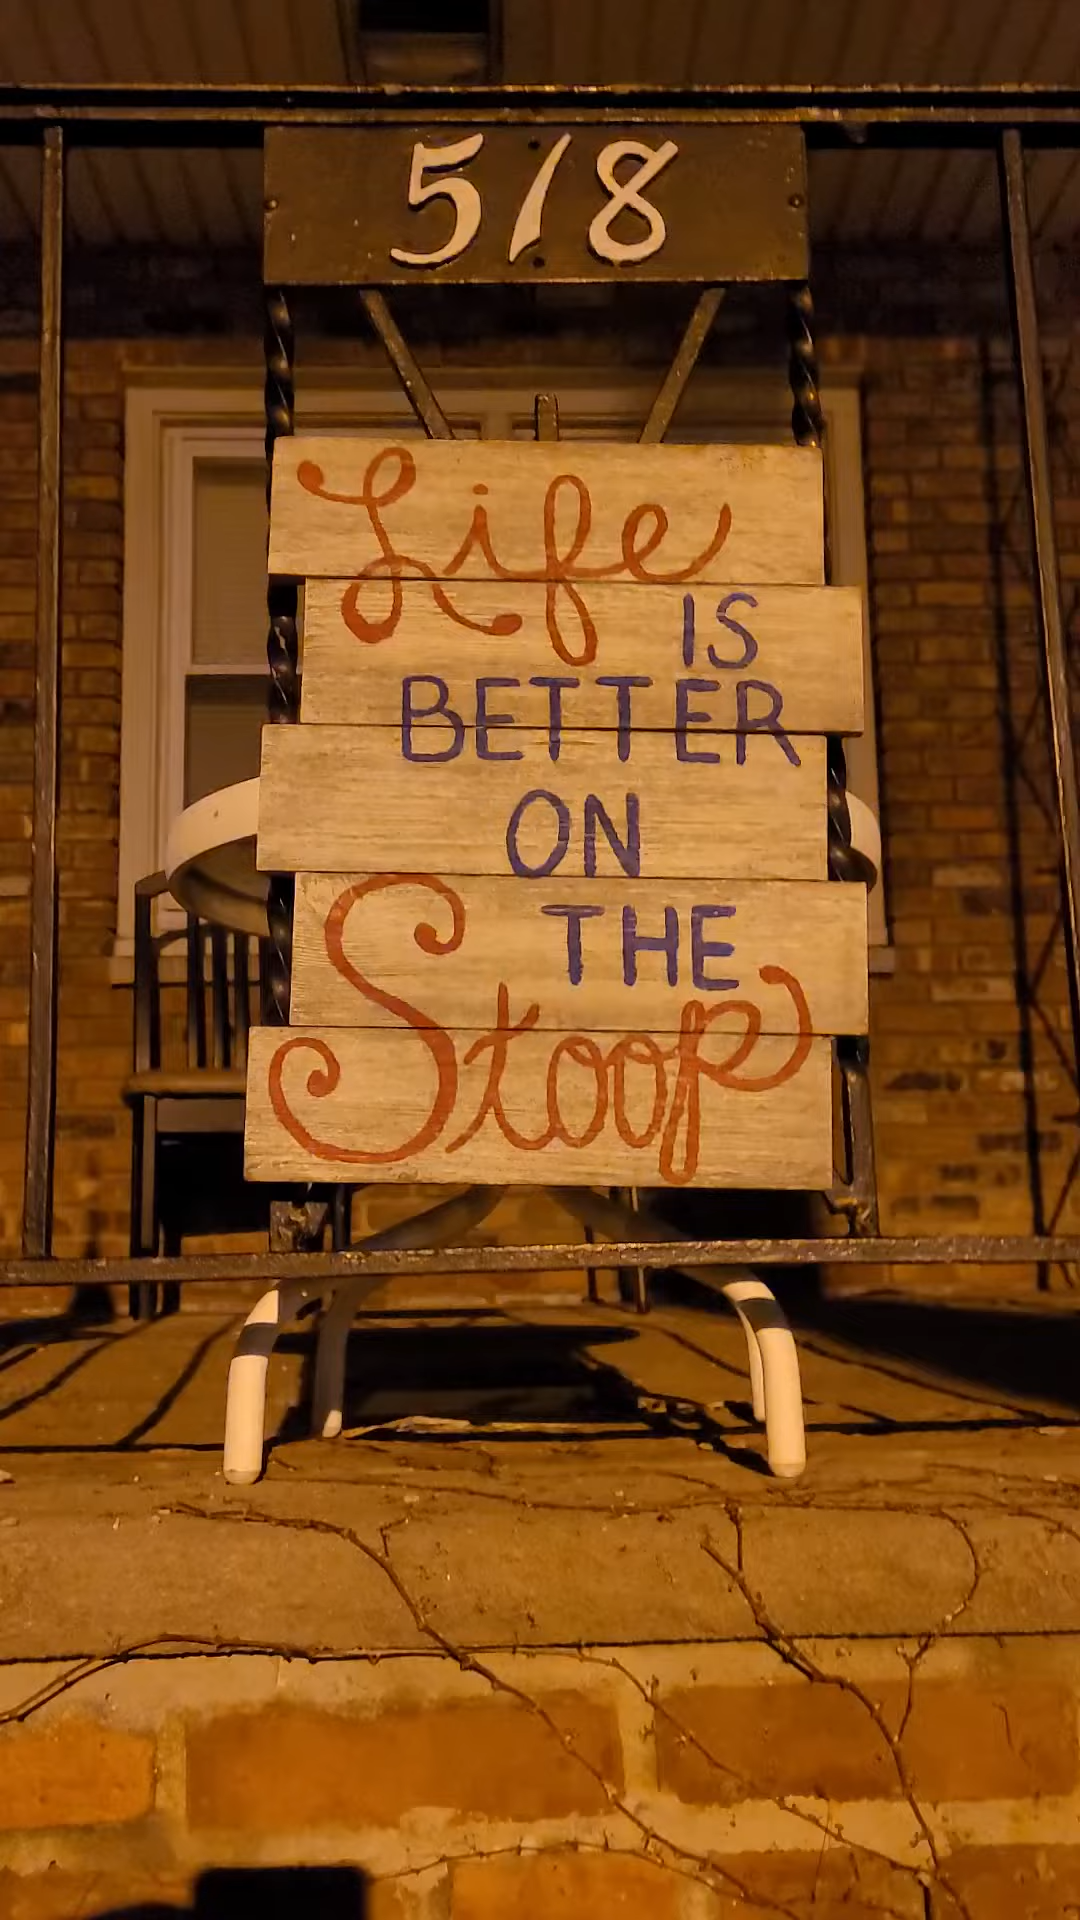 518
Life
IS
BETTER
ON
THE
Stoop